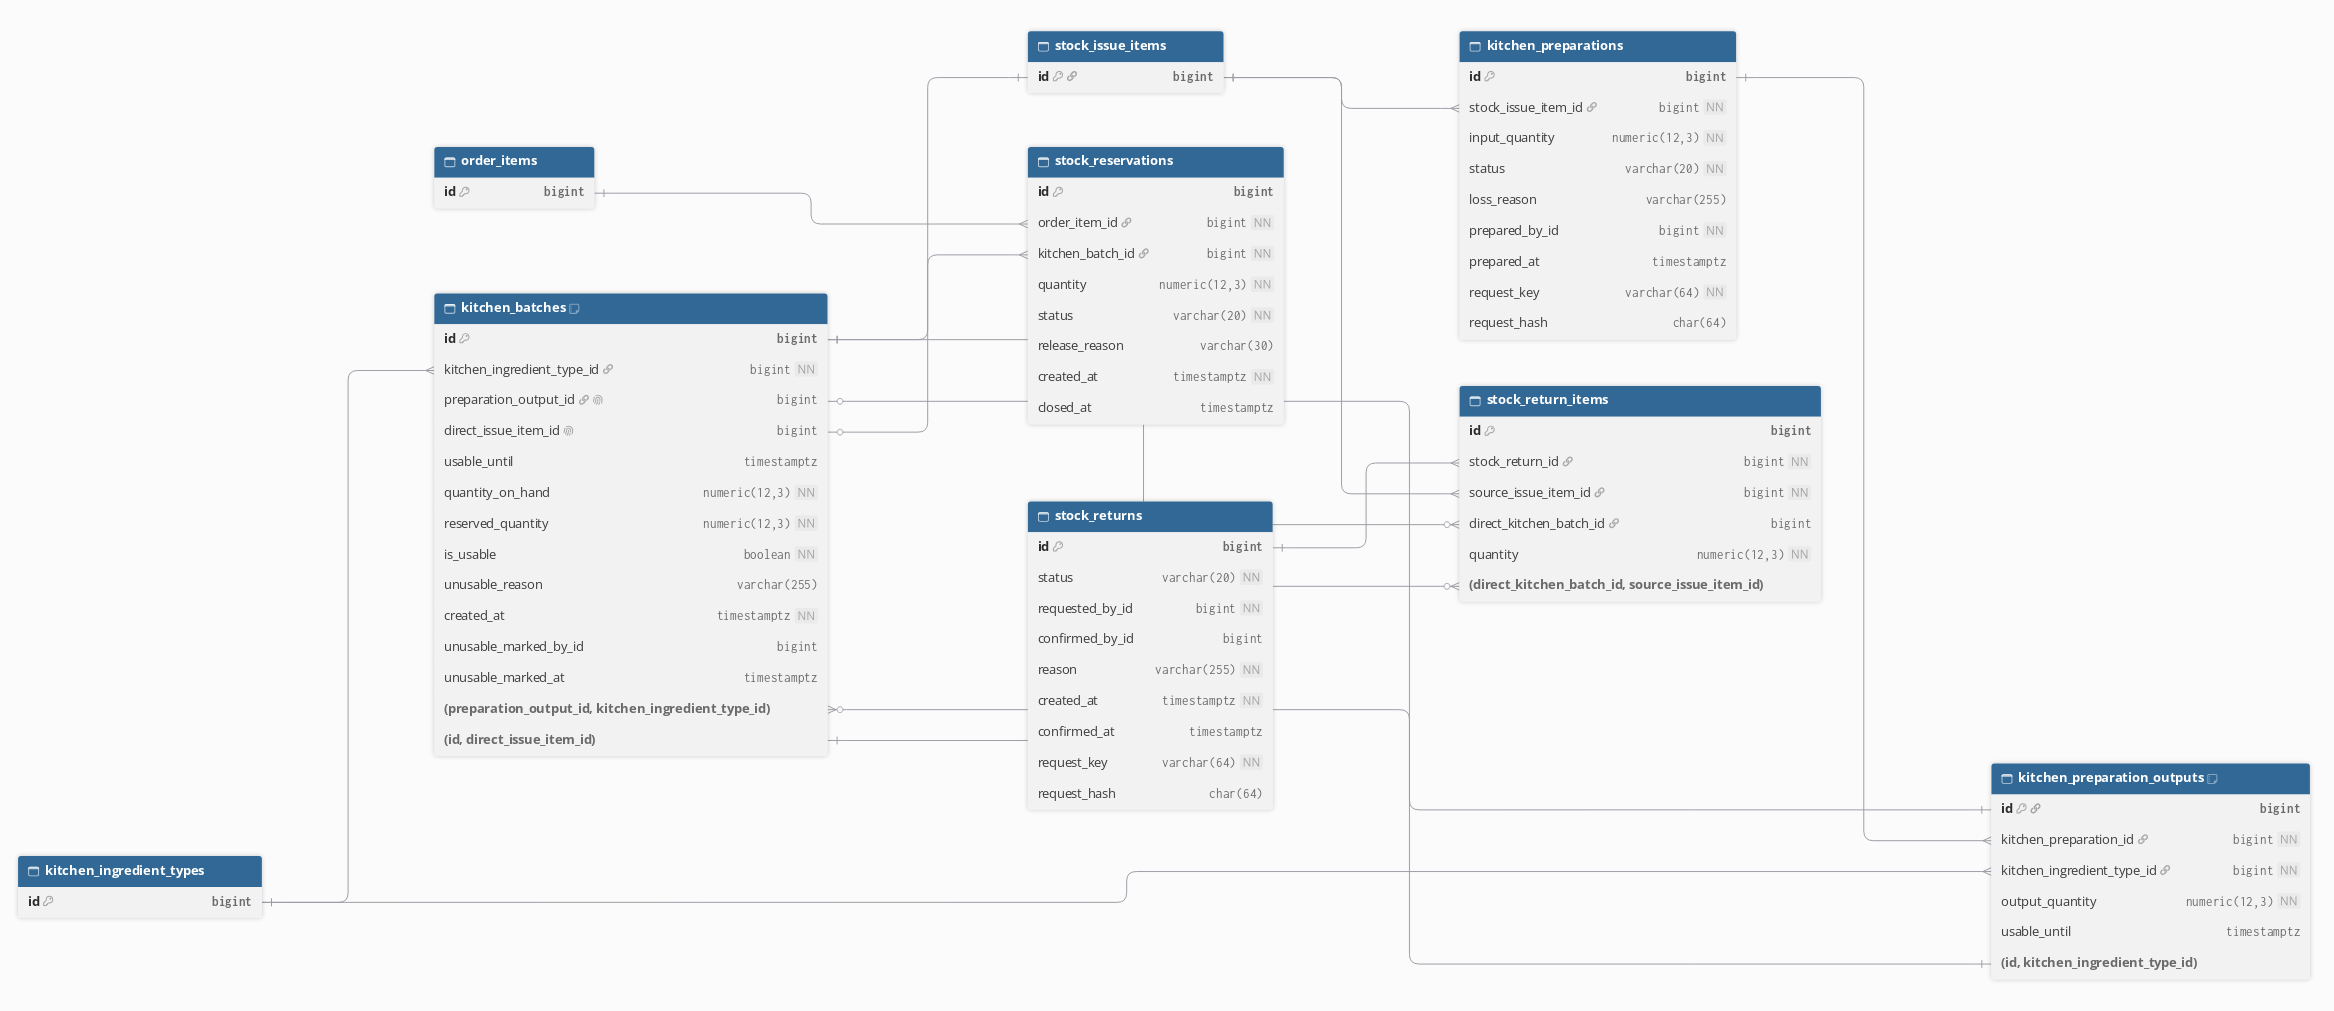 stock_issue_items
id bigint
kitchen_preparations
id bigint
stock_issue_item_id bigint NN
input_quantity numeric(12,3) NN
status varchar(20) NN
loss_reason varchar(255)
prepared_by_id bigint NN
prepared_at timestamptz
request_key varchar(64) NN
request_hash char(64)
order_items
id bigint
stock_reservations
id bigint
order_item_id bigint NN
kitchen_batch_id bigint NN
quantity numeric(12,3) NN
status varchar(20) NN
release_reason varchar(30)
created_at timestamptz NN
closed_at timestamptz
kitchen_batches
id bigint
kitchen_ingredient_type_id bigint NN
preparation_output_id bigint
direct_issue_item_id bigint
usable_until timestamptz
quantity_on_hand numeric(12,3) NN
reserved_quantity numeric(12,3) NN
is_usable boolean NN
unusable_reason varchar(255)
created_at timestamptz NN
unusable_marked_by_id bigint
unusable_marked_at timestamptz
(preparation_output_id, kitchen_ingredient_type_id)
(id, direct_issue_item_id)
stock_return_items
id bigint
stock_return_id bigint NN
source_issue_item_id bigint NN
direct_kitchen_batch_id bigint
quantity numeric(12,3) NN
(direct_kitchen_batch_id, source_issue_item_id)
stock_returns
id bigint
status varchar(20) NN
requested_by_id bigint NN
confirmed_by_id bigint
reason varchar(255) NN
created_at timestamptz NN
confirmed_at timestamptz
request_key varchar(64) NN
request_hash char(64)
kitchen_preparation_outputs
id bigint
kitchen_preparation_id bigint NN
kitchen_ingredient_type_id bigint NN
output_quantity numeric(12,3) NN
usable_until timestamptz
(id, kitchen_ingredient_type_id)
kitchen_ingredient_types
id bigint